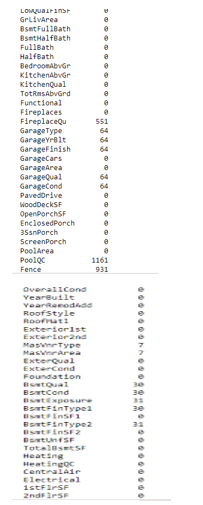 LowQualFinSF 0
GrLivArea 0
BsmtFullBath 0
BsmtHalfBath 0
FullBath 0
HalfBath 0
BedroomAbvGr 0
KitchenAbvGr 0
KitchenQual 0
TotRmsAbvGrd 0
Functional 0
Fireplaces 0
FireplaceQu 551
GarageType 64
GarageYrBlt 64
GarageFinish 64
GarageCars 0
GarageArea 0
GarageQual 64
GarageCond 64
PavedDrive 0
WoodDeckSF 0
OpenPorchSF 0
EnclosedPorch 0
3SsnPorch 0
ScreenPorch 0
PoolArea 0
PoolQC 1161
Fence 931
OverallCond 0
YearBuilt 0
YearRemodAdd 0
RoofStyle 0
RoofMatl 0
Exterior1st 0
Exterior2nd 0
MasVnrType 7
MasVnrArea 7
ExterQual 0
ExterCond 0
Foundation 0
BsmtQual 30
BsmtCond 30
BsmtExposure 31
BsmtFinType1 30
BsmtFinSF1 0
BsmtFinType2 31
BsmtFinSF2 0
BsmtUnfSF 0
TotalBsmtSF 0
Heating 0
HeatingQC 0
CentralAir 0
Electrical 0
1stFlrSF 0
2ndFlrSF 0